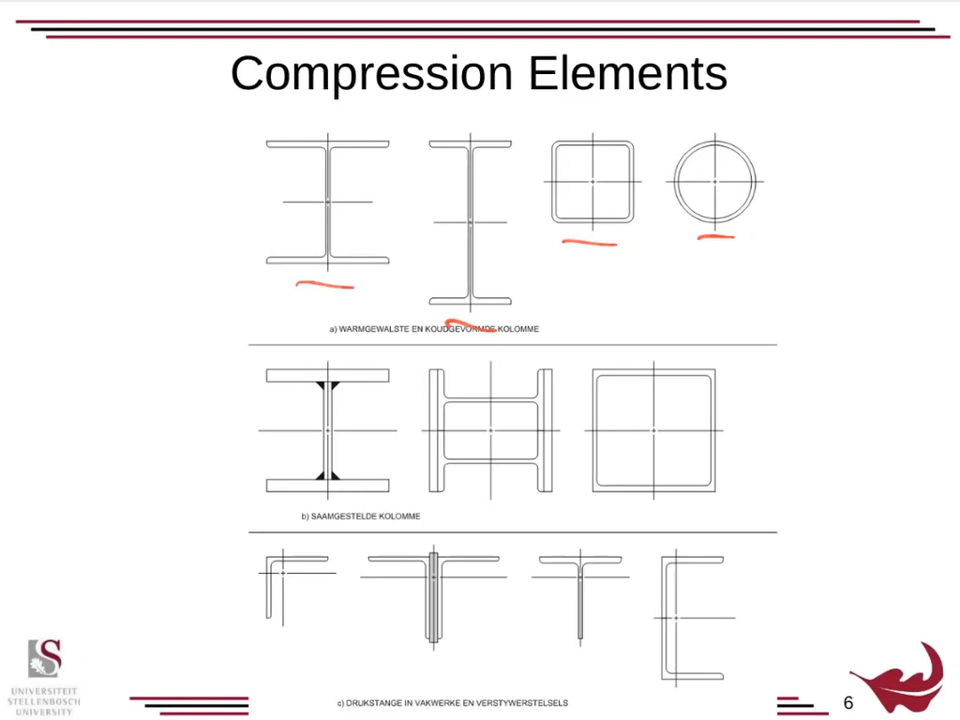 Compression Elements
a) WARMGEWALSTE EN KOUDGEVORMDE KOLOMME
b) SAAMGESTELDE KOLOMME
c) DRUKSTANGE IN VAKWERKE EN VERSTYWERSTELSELS
UNIVERSITEIT
STELLENBOSCH
UNIVERSITY
6